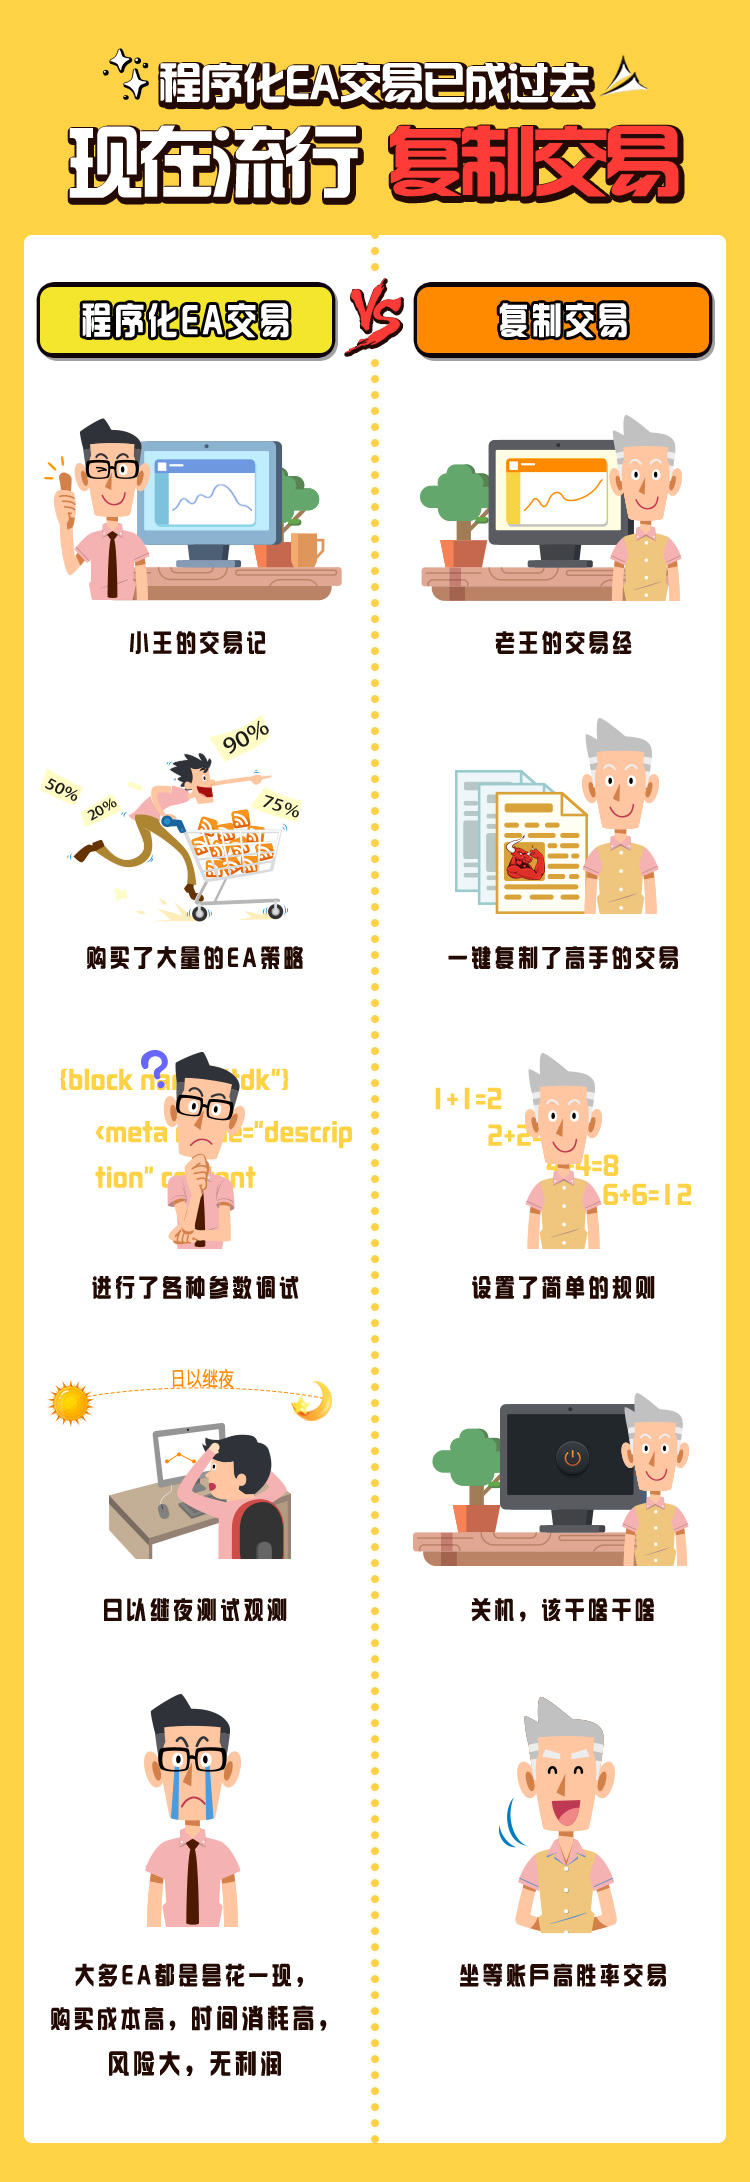 程序化EA交易已成过去
现在流行 复制交易
程序化EA交易
VS
复制交易
小王的交易记
老王的交易经
90%
50%
20%
75%
购买了大量的EA策略
一键复制了高手的交易
?
{block na tdk"}
<meta e="descrip
tion" c nt
进行了各种参数调试
1+1=2
2+2=
4=8
6+6=12
设置了简单的规则
日以继夜
日以继夜测试观测
关机，该干啥干啥
大多EA都是昙花一现，
购买成本高，时间消耗高，
风险大，无利润
坐等账户高胜率交易